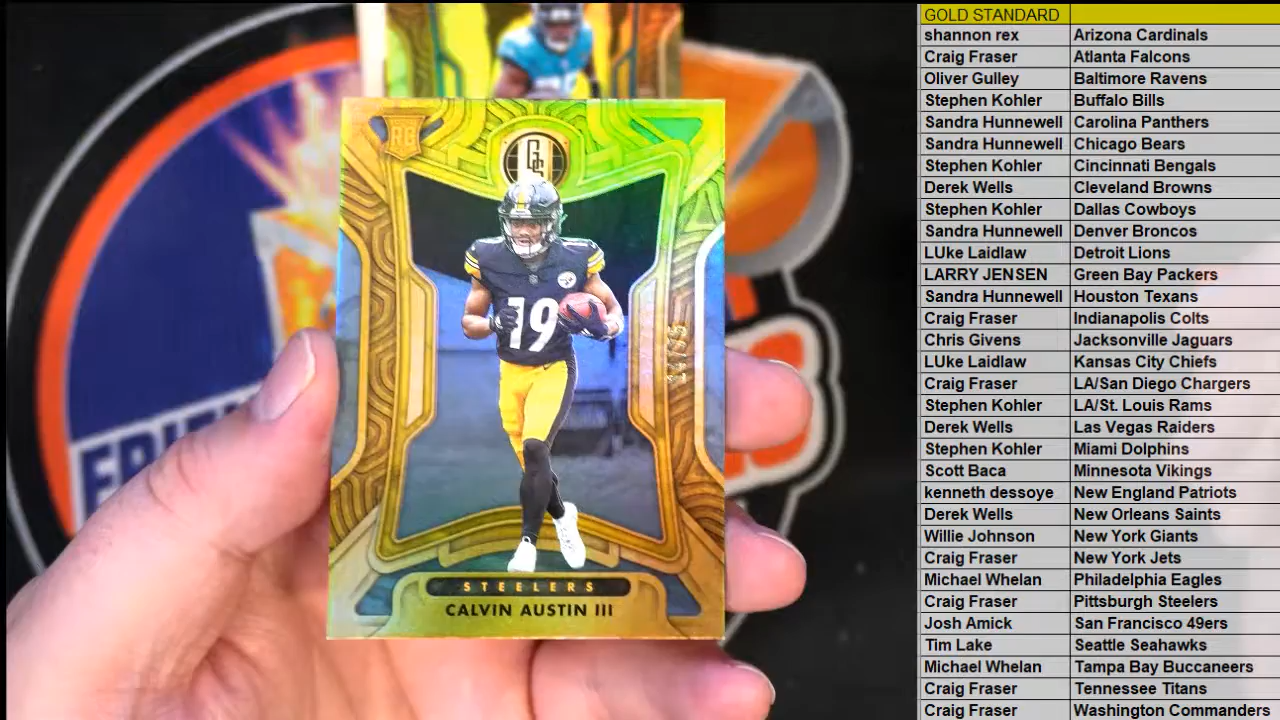 RC
GS
19
STEELERS
CALVIN AUSTIN III
GOLD STANDARD
shannon rex Arizona Cardinals
Craig Fraser Atlanta Falcons
Oliver Gulley Baltimore Ravens
Stephen Kohler Buffalo Bills
Sandra Hunnewell Carolina Panthers
Sandra Hunnewell Chicago Bears
Stephen Kohler Cincinnati Bengals
Derek Wells Cleveland Browns
Stephen Kohler Dallas Cowboys
Sandra Hunnewell Denver Broncos
LUke Laidlaw Detroit Lions
LARRY JENSEN Green Bay Packers
Sandra Hunnewell Houston Texans
Craig Fraser Indianapolis Colts
Chris Givens Jacksonville Jaguars
LUke Laidlaw Kansas City Chiefs
Craig Fraser LA/San Diego Chargers
Stephen Kohler LA/St. Louis Rams
Derek Wells Las Vegas Raiders
Stephen Kohler Miami Dolphins
Scott Baca Minnesota Vikings
kenneth dessoye New England Patriots
Derek Wells New Orleans Saints
Willie Johnson New York Giants
Craig Fraser New York Jets
Michael Whelan Philadelphia Eagles
Craig Fraser Pittsburgh Steelers
Josh Amick San Francisco 49ers
Tim Lake Seattle Seahawks
Michael Whelan Tampa Bay Buccaneers
Craig Fraser Tennessee Titans
Craig Fraser Washington Commanders